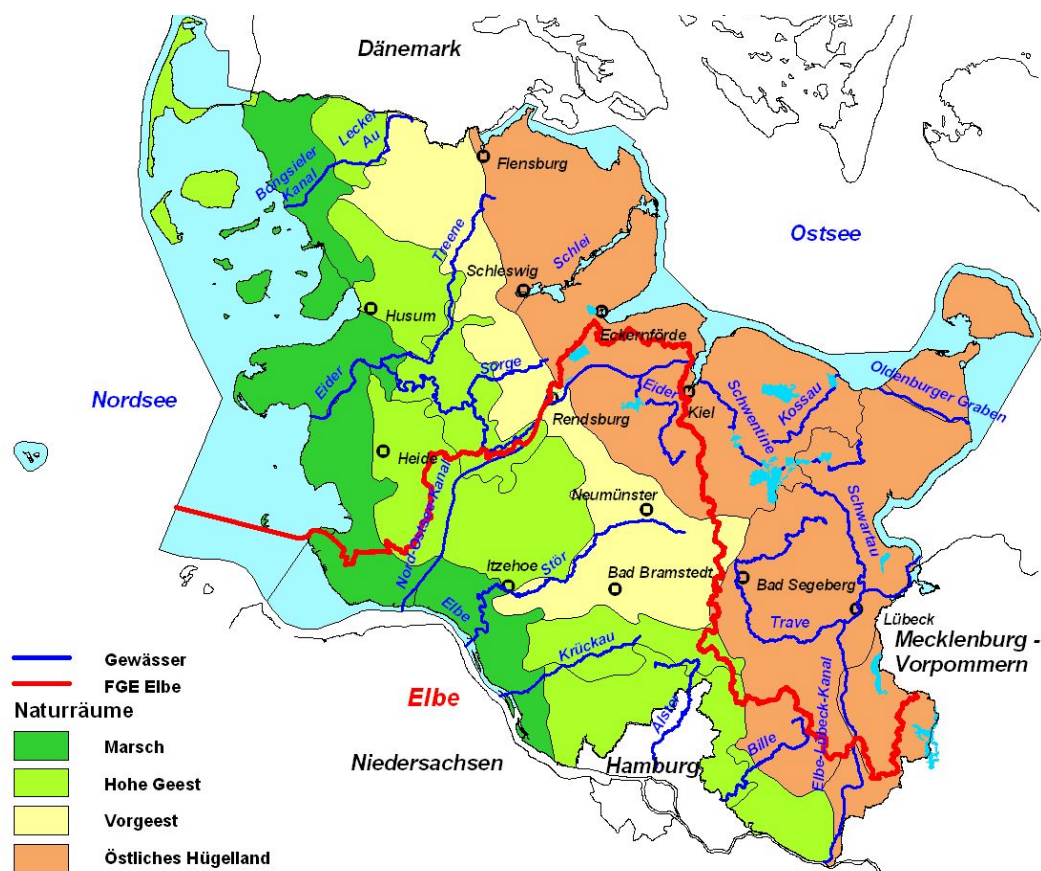 Dänemark
Lecker
Au
Bongsieler
Kanal
Flensburg
Treene
Ostsee
Schlei
Schleswig
Husum
Eckernförde
Sorge
Eider
Nordsee
Eider
Schwentine
Kossau
Oldenburger Graben
Kiel
Rendsburg
Heide
Nord-Ostsee-Kanal
Neumünster
Schwartau
Itzehoe
Stör
Bad Bramstedt
Bad Segeberg
Elbe
Trave
Lübeck
Krückau
Mecklenburg -
Vorpommern
Gewässer
FGE Elbe
Elbe
Alster
Elbe-Lübeck-Kanal
Naturräume
Marsch
Niedersachsen
Hamburg
Bille
Hohe Geest
Vorgeest
Östliches Hügelland